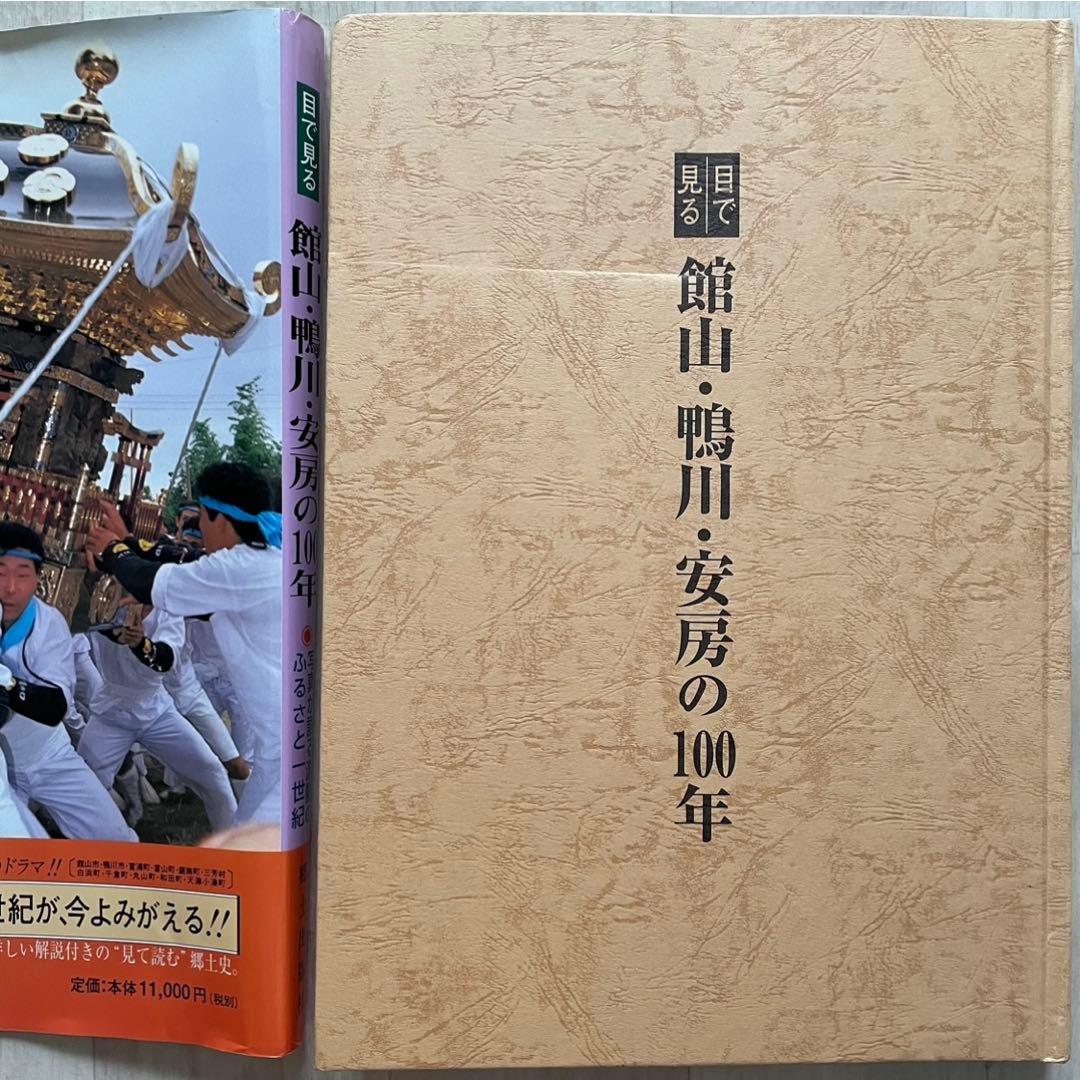 目で見る
館山・鴨川・安房の100年
ふるさと一世紀
のドラマ!!
館山市・鴨川市・富浦町・富山町・鋸南町・三芳村
白浜町・千倉町・丸山町・和田町・天津小湊町
世紀が、今よみがえる!!
詳しい解説付きの“見て読む”郷土史。
定価:本体11,000円(税別)
目で
見る
館山・鴨川・安房の100年